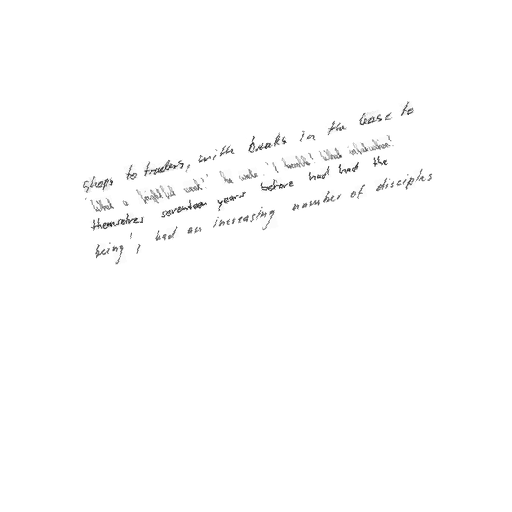 shops to traders, with breaks in the lease to
'What a frightful week!' he wrote. 'I tremble! What infatuation!
themselves seventeen years before had had the
being', had an increasing number of disciples